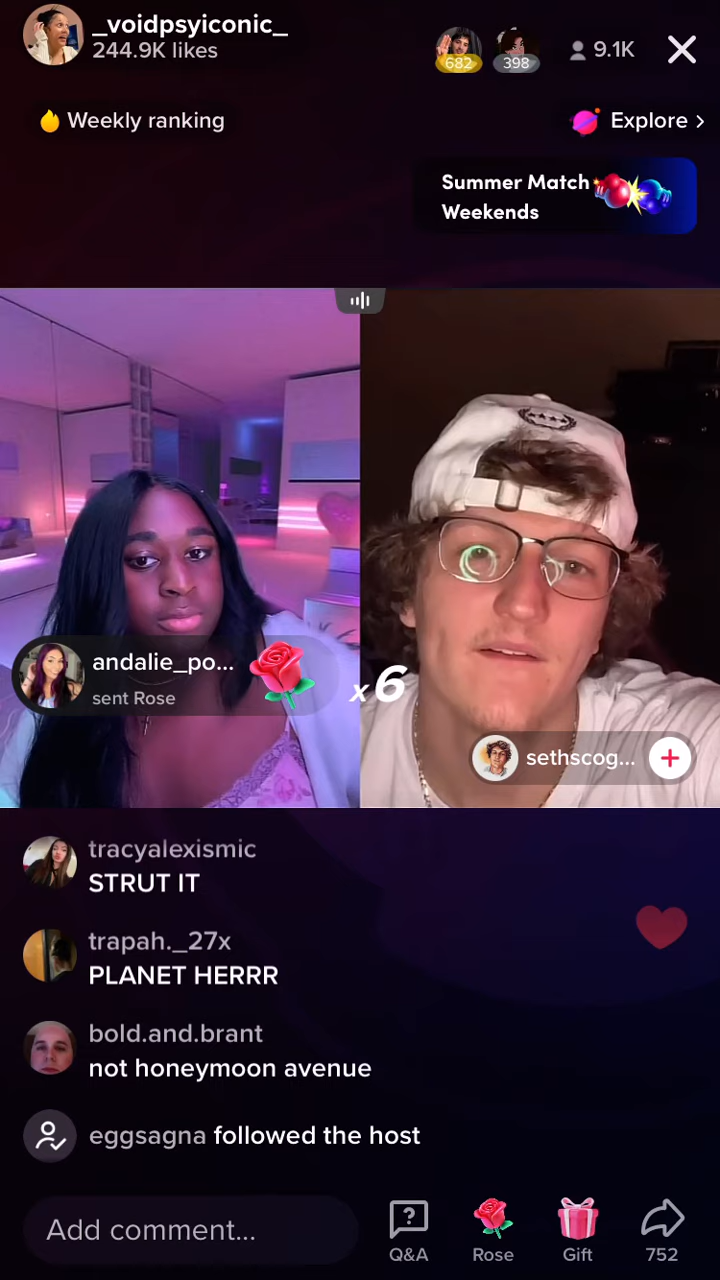 _voidpsyiconic_
244.9K likes
682
398
9.1K
Weekly ranking
Explore >
Summer Match
Weekends
andalie_po...
sent Rose
x6
sethscog...
tracyalexismic
STRUT IT
trapah._27x
PLANET HERRR
bold.and.brant
not honeymoon avenue
eggsagna followed the host
Add comment...
Q&A
Rose
Gift
752